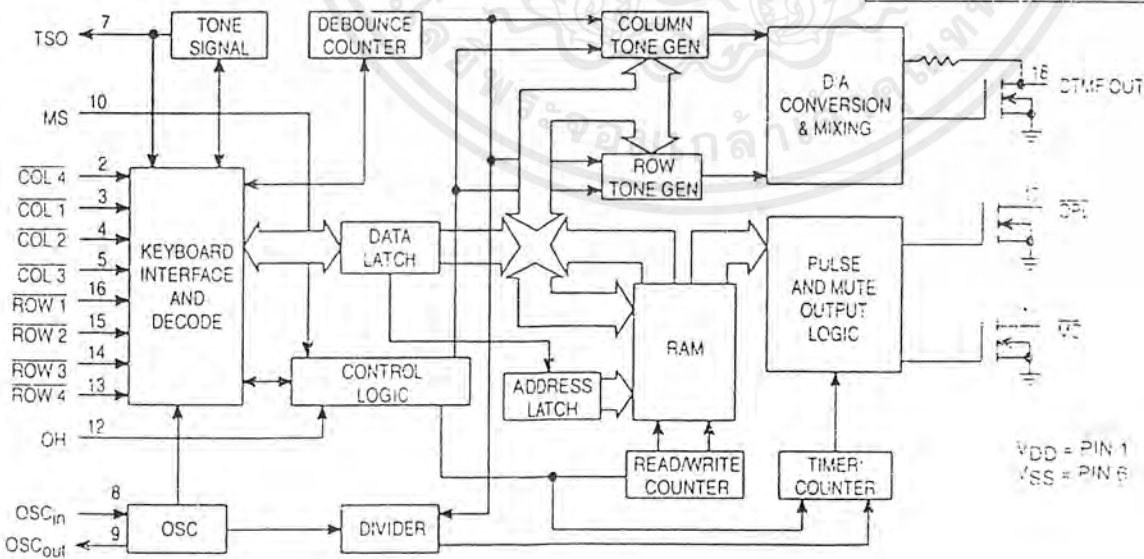 7
TSO
TONE
SIGNAL
DEBOUNCE
COUNTER
COLUMN
TONE GEN
D/A
CONVERSION
& MIXING
18
DTMF OUT
10
MS
ROW
TONE GEN
COL 4
2
COL 1
3
COL 2
4
COL 3
5
ROW 1
16
ROW 2
15
ROW 3
14
ROW 4
13
KEYBOARD
INTERFACE
AND
DECODE
DATA
LATCH
CONTROL
LOGIC
ADDRESS
LATCH
RAM
PULSE
AND MUTE
OUTPUT
LOGIC
OPL
OH
12
READ/WRITE
COUNTER
TIMER
COUNTER
VDD = PIN 1
VSS = PIN 6
OSCin
8
OSCout
9
OSC
DIVIDER